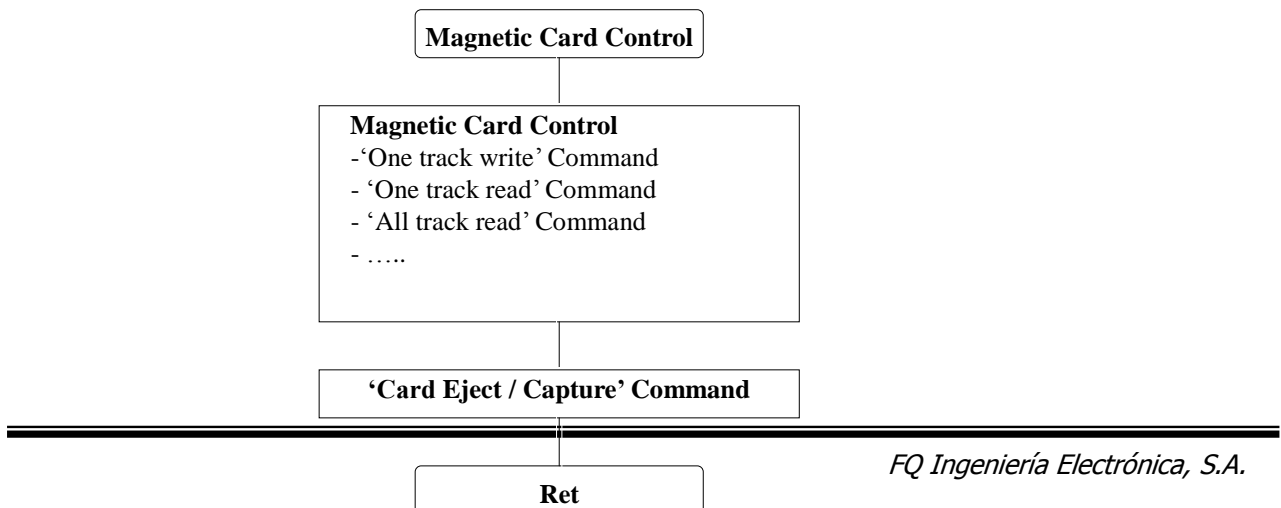 Magnetic Card Control
Magnetic Card Control
-‘One track write’ Command
- ‘One track read’ Command
- ‘All track read’ Command
- …..
‘Card Eject / Capture’ Command
FQ Ingeniería Electrónica, S.A.
Ret